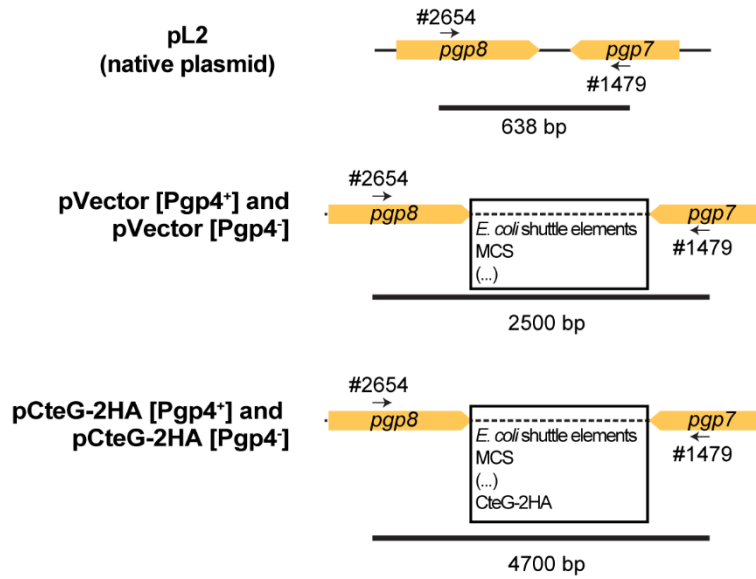 #2654
pL2
(native plasmid)
pgp8
pgp7
#1479
638 bp
#2654
pVector [Pgp4⁺] and
pVector [Pgp4⁻]
pgp8
pgp7
E. coli shuttle elements
MCS
(...)
#1479
2500 bp
#2654
pCteG-2HA [Pgp4⁺] and
pCteG-2HA [Pgp4⁻]
pgp8
pgp7
E. coli shuttle elements
MCS
(...)
CteG-2HA
#1479
4700 bp